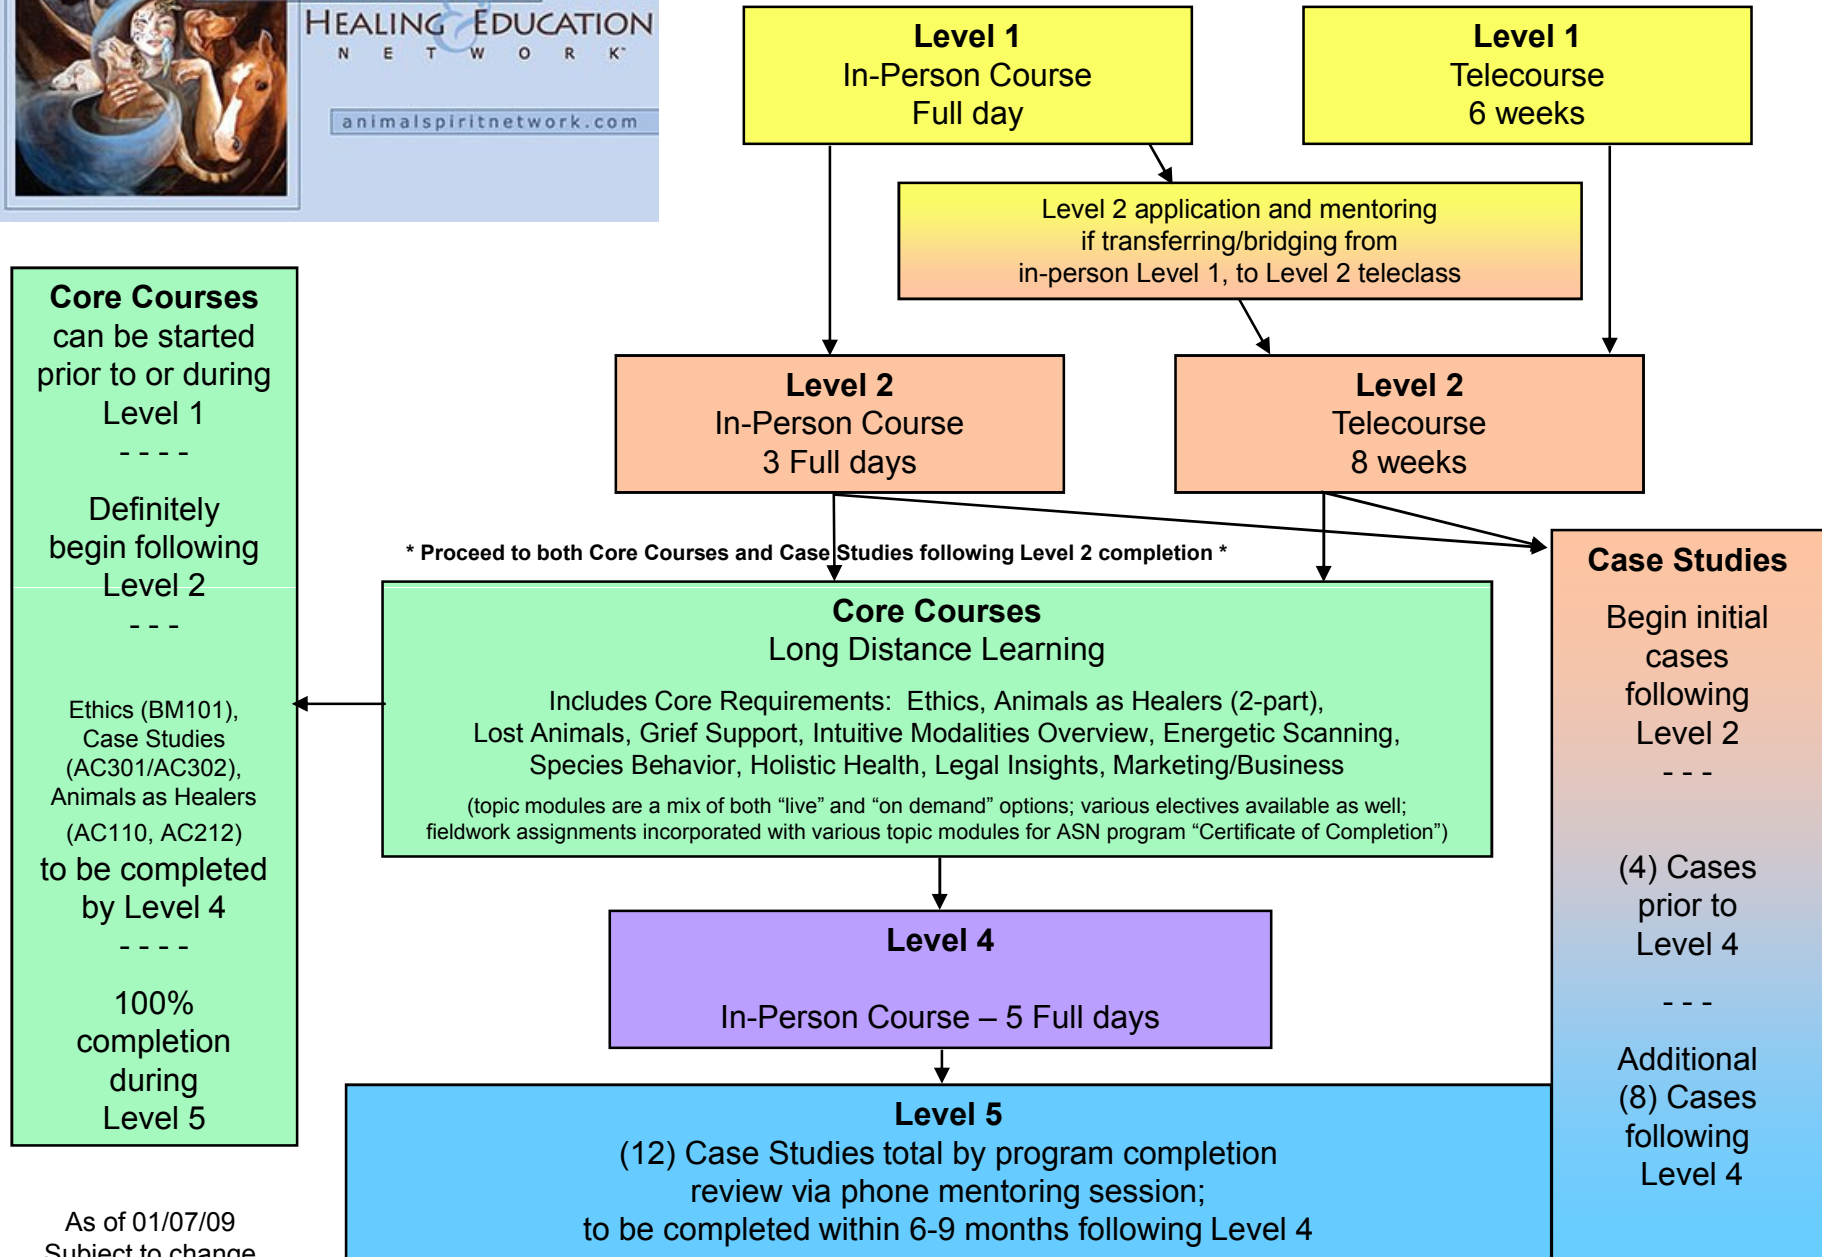 HEALING & EDUCATION
NETWORK™
animalspiritnetwork.com
Level 1
In-Person Course
Full day
Level 1
Telecourse
6 weeks
Level 2 application and mentoring
if transferring/bridging from
in-person Level 1, to Level 2 teleclass
Level 2
In-Person Course
3 Full days
Level 2
Telecourse
8 weeks
Core Courses
can be started
prior to or during
Level 1
- - - -
Definitely
begin following
Level 2
- - -
Ethics (BM101),
Case Studies
(AC301/AC302),
Animals as Healers
(AC110, AC212)
to be completed
by Level 4
- - - -
100%
completion
during
Level 5
* Proceed to both Core Courses and Case Studies following Level 2 completion *
Core Courses
Long Distance Learning
Includes Core Requirements: Ethics, Animals as Healers (2-part),
Lost Animals, Grief Support, Intuitive Modalities Overview, Energetic Scanning,
Species Behavior, Holistic Health, Legal Insights, Marketing/Business
(topic modules are a mix of both “live” and “on demand” options; various electives available as well;
fieldwork assignments incorporated with various topic modules for ASN program “Certificate of Completion”)
Case Studies
Begin initial
cases
following
Level 2
- - -
(4) Cases
prior to
Level 4
- - -
Additional
(8) Cases
following
Level 4
Level 4
In-Person Course – 5 Full days
Level 5
(12) Case Studies total by program completion
review via phone mentoring session;
to be completed within 6-9 months following Level 4
As of 01/07/09
Subject to change